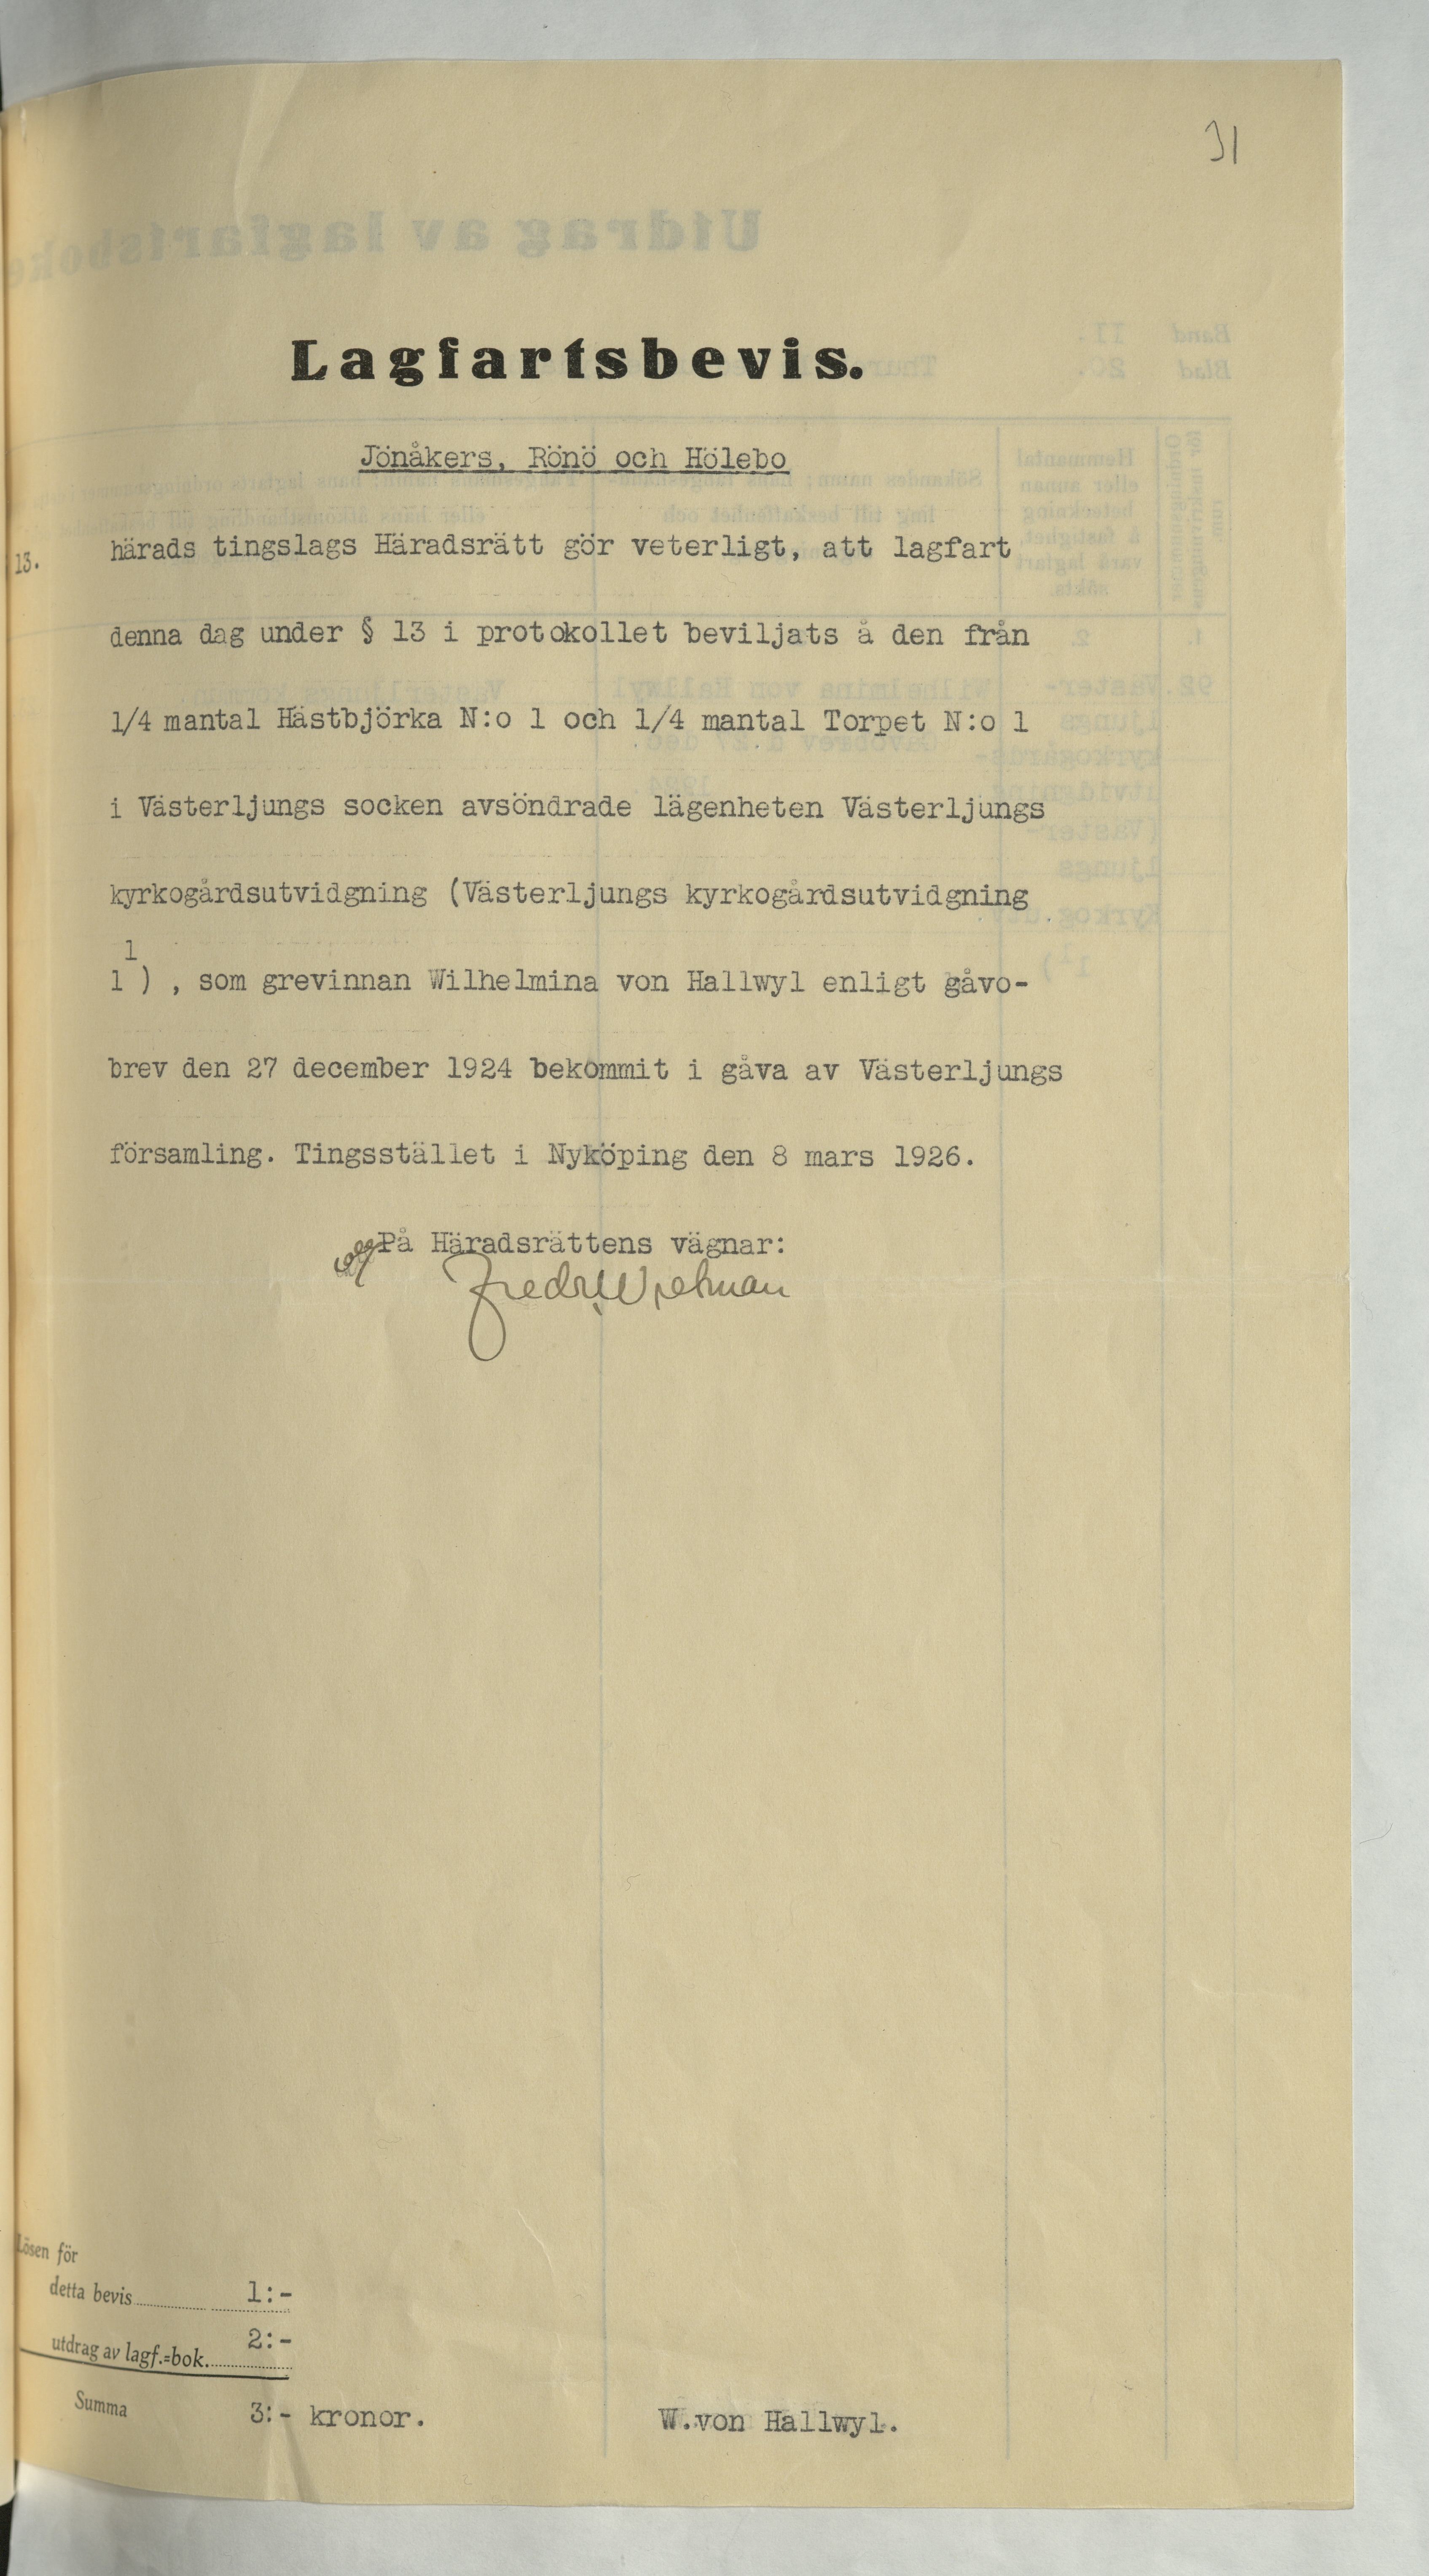 31
Lagfartsbevis.
Jönåkers, Rönö och Hölebo
13.
härads tingslags Häradsrätt gör veterligt, att lagfart
denna dag under § 13 i protokollet beviljats å den från
1/4 mantal Hästbjörka N:o 1 och 1/4 mantal Torpet N:o 1
i Västerljungs socken avsöndrade lägenheten Västerljungs
kyrkogårdsutvidgning (Västerljungs kyrkogårdsutvidgning
1
1 ) , som grevinnan Wilhelmina von Hallwyl enligt gåvo-
brev den 27 december 1924 bekommit i gåva av Västerljungs
församling. Tingsstället i Nyköping den 8 mars 1926.
På Häradsrättens vägnar:
Lösen för
detta bevis 1:-
utdrag av lagf.=bok. 2:-
Summa 3:- kronor.
W.von Hallwyl.